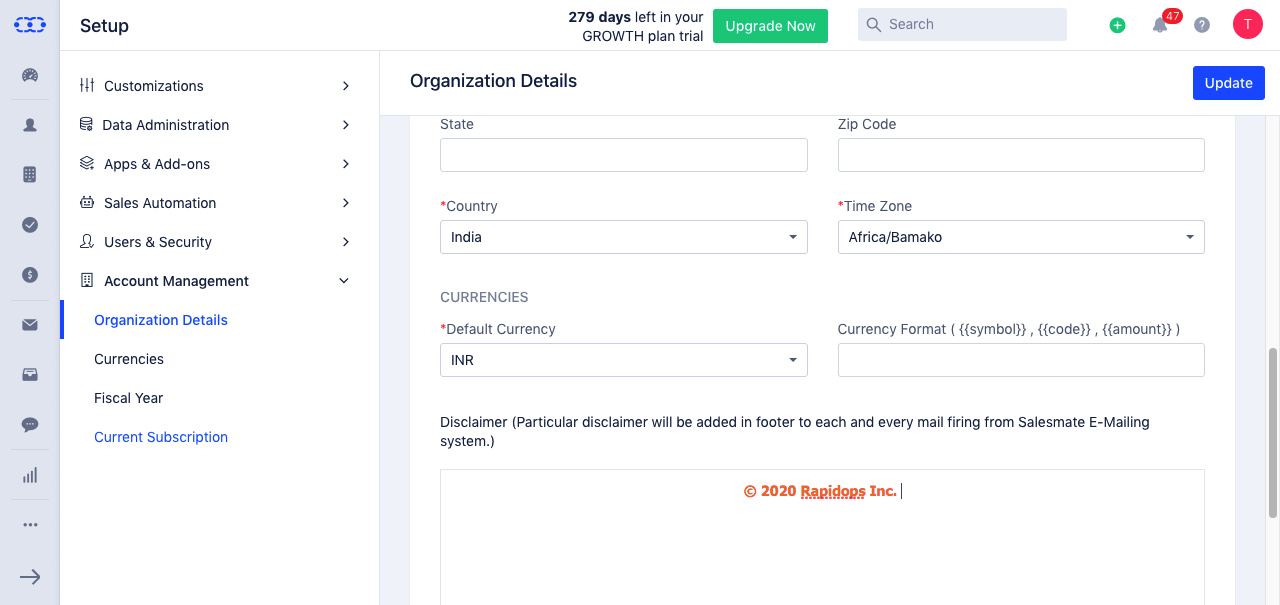 Setup
279 days left in your
GROWTH plan trial
Upgrade Now
Search
47
T
Customizations
Data Administration
Apps & Add-ons
Sales Automation
Users & Security
Account Management
Organization Details
Currencies
Fiscal Year
Current Subscription
Organization Details
Update
State
Zip Code
*Country
*Time Zone
India
Africa/Bamako
CURRENCIES
*Default Currency
Currency Format ( {{symbol}} , {{code}} , {{amount}} )
INR
Disclaimer (Particular disclaimer will be added in footer to each and every mail firing from Salesmate E-Mailing
system.)
© 2020 Rapidops Inc.